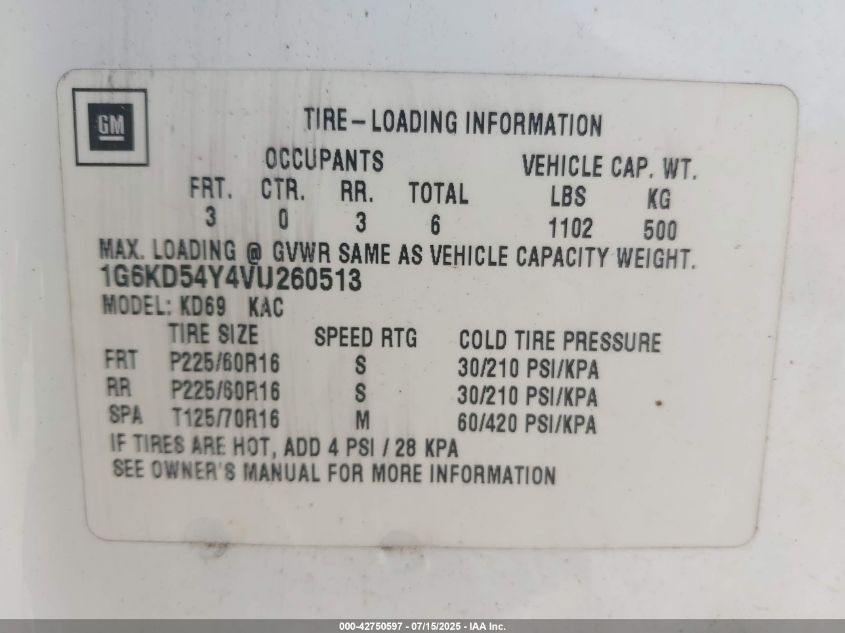 GM
TIRE-LOADING INFORMATION
OCCUPANTS VEHICLE CAP. WT.
FRT. CTR. RR. TOTAL LBS KG
3 0 3 6 1102 500
MAX. LOADING @ GVWR SAME AS VEHICLE CAPACITY WEIGHT.
1G6KD54Y4VU260513
MODEL: KD69 KAC
TIRE SIZE SPEED RTG COLD TIRE PRESSURE
FRT P225/60R16 S 30/210 PSI/KPA
RR P225/60R16 S 30/210 PSI/KPA
SPA T125/70R16 M 60/420 PSI/KPA
IF TIRES ARE HOT, ADD 4 PSI / 28 KPA
SEE OWNER'S MANUAL FOR MORE INFORMATION
000-42750597 - 07/15/2025 - IAA Inc.